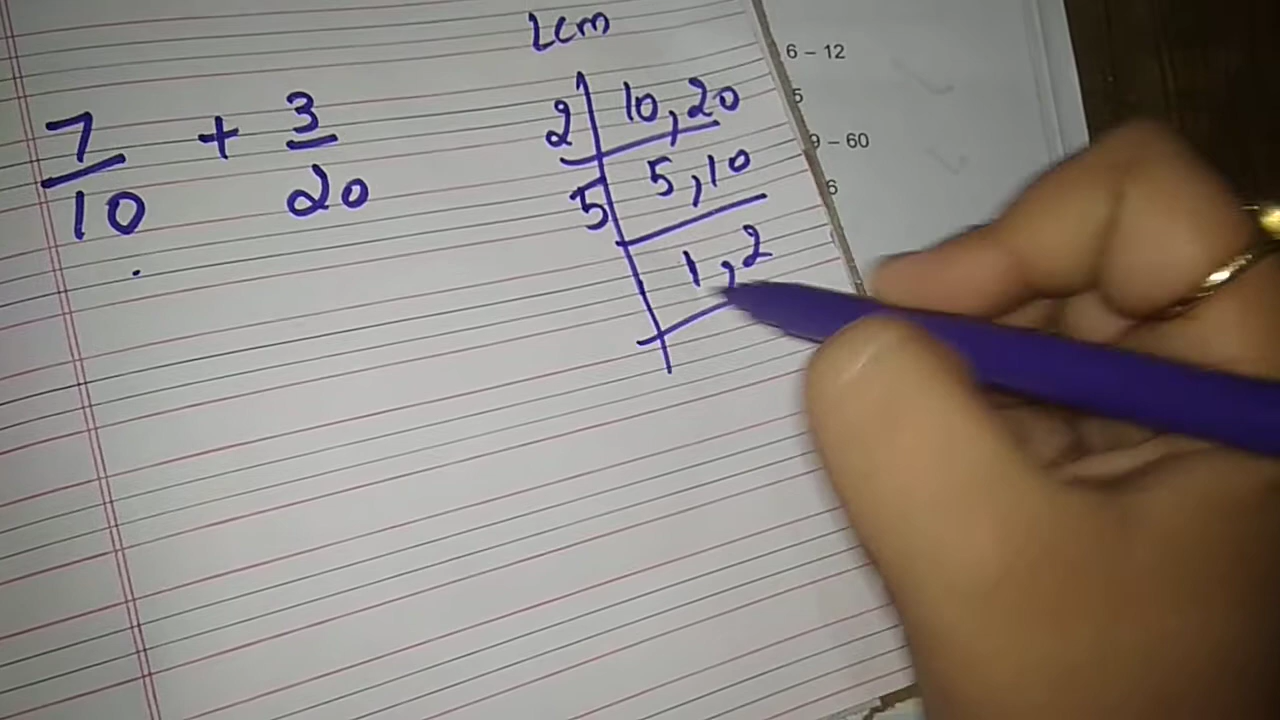 Lcm
7/10 + 3/20
2 | 10, 20
5 | 5, 10
1, 2
6 – 12
5
9 – 60
6